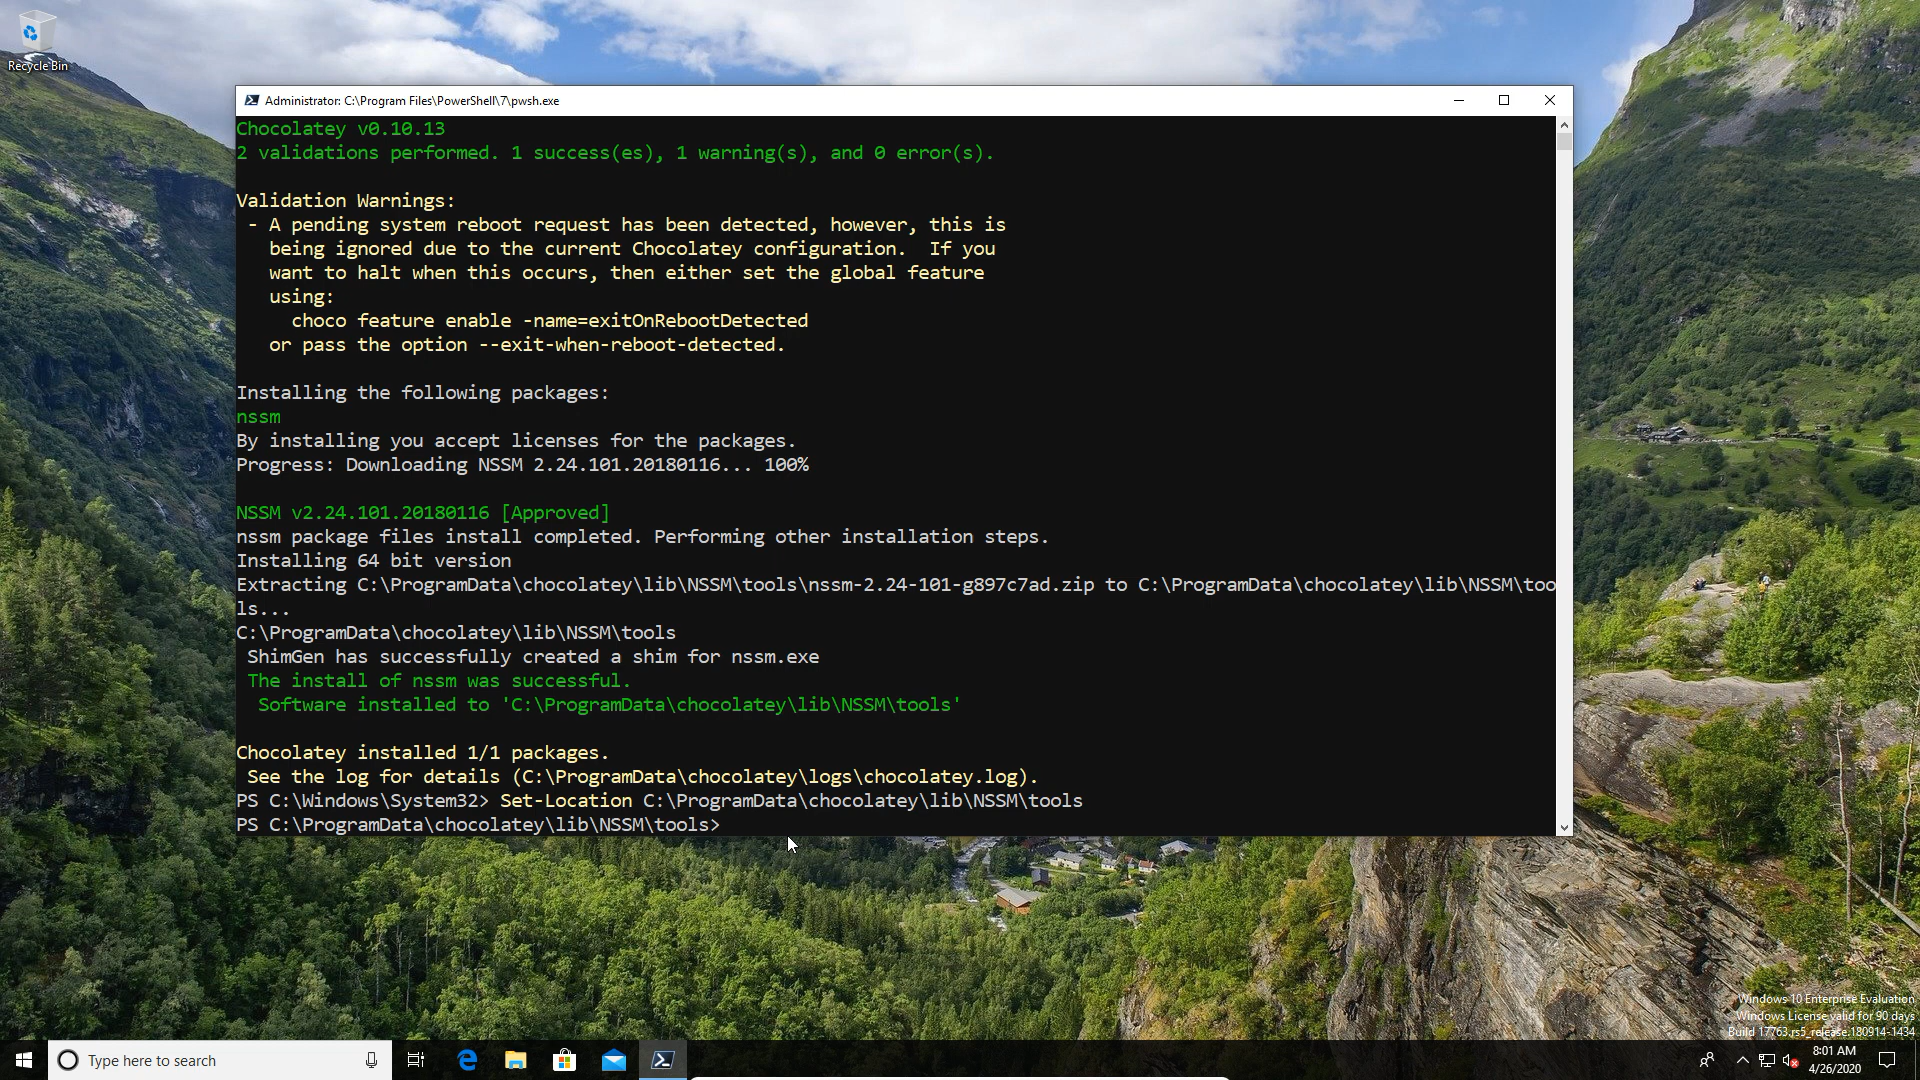 Recycle Bin
Administrator: C:\Program Files\PowerShell\7\pwsh.exe
Chocolatey v0.10.13
2 validations performed. 1 success(es), 1 warning(s), and 0 error(s).
Validation Warnings:
- A pending system reboot request has been detected, however, this is
being ignored due to the current Chocolatey configuration.  If you
want to halt when this occurs, then either set the global feature
using:
choco feature enable -name=exitOnRebootDetected
or pass the option --exit-when-reboot-detected.
Installing the following packages:
nssm
By installing you accept licenses for the packages.
Progress: Downloading NSSM 2.24.101.20180116... 100%
NSSM v2.24.101.20180116 [Approved]
nssm package files install completed. Performing other installation steps.
Installing 64 bit version
Extracting C:\ProgramData\chocolatey\lib\NSSM\tools\nssm-2.24-101-g897c7ad.zip to C:\ProgramData\chocolatey\lib\NSSM\too
ls...
C:\ProgramData\chocolatey\lib\NSSM\tools
ShimGen has successfully created a shim for nssm.exe
The install of nssm was successful.
Software installed to 'C:\ProgramData\chocolatey\lib\NSSM\tools'
Chocolatey installed 1/1 packages.
See the log for details (C:\ProgramData\chocolatey\logs\chocolatey.log).
PS C:\Windows\System32> Set-Location C:\ProgramData\chocolatey\lib\NSSM\tools
PS C:\ProgramData\chocolatey\lib\NSSM\tools>
Windows 10 Enterprise Evaluation
Windows License valid for 90 days
Build 17763.rs5_release.180914-1434
Type here to search
8:01 AM
4/26/2020